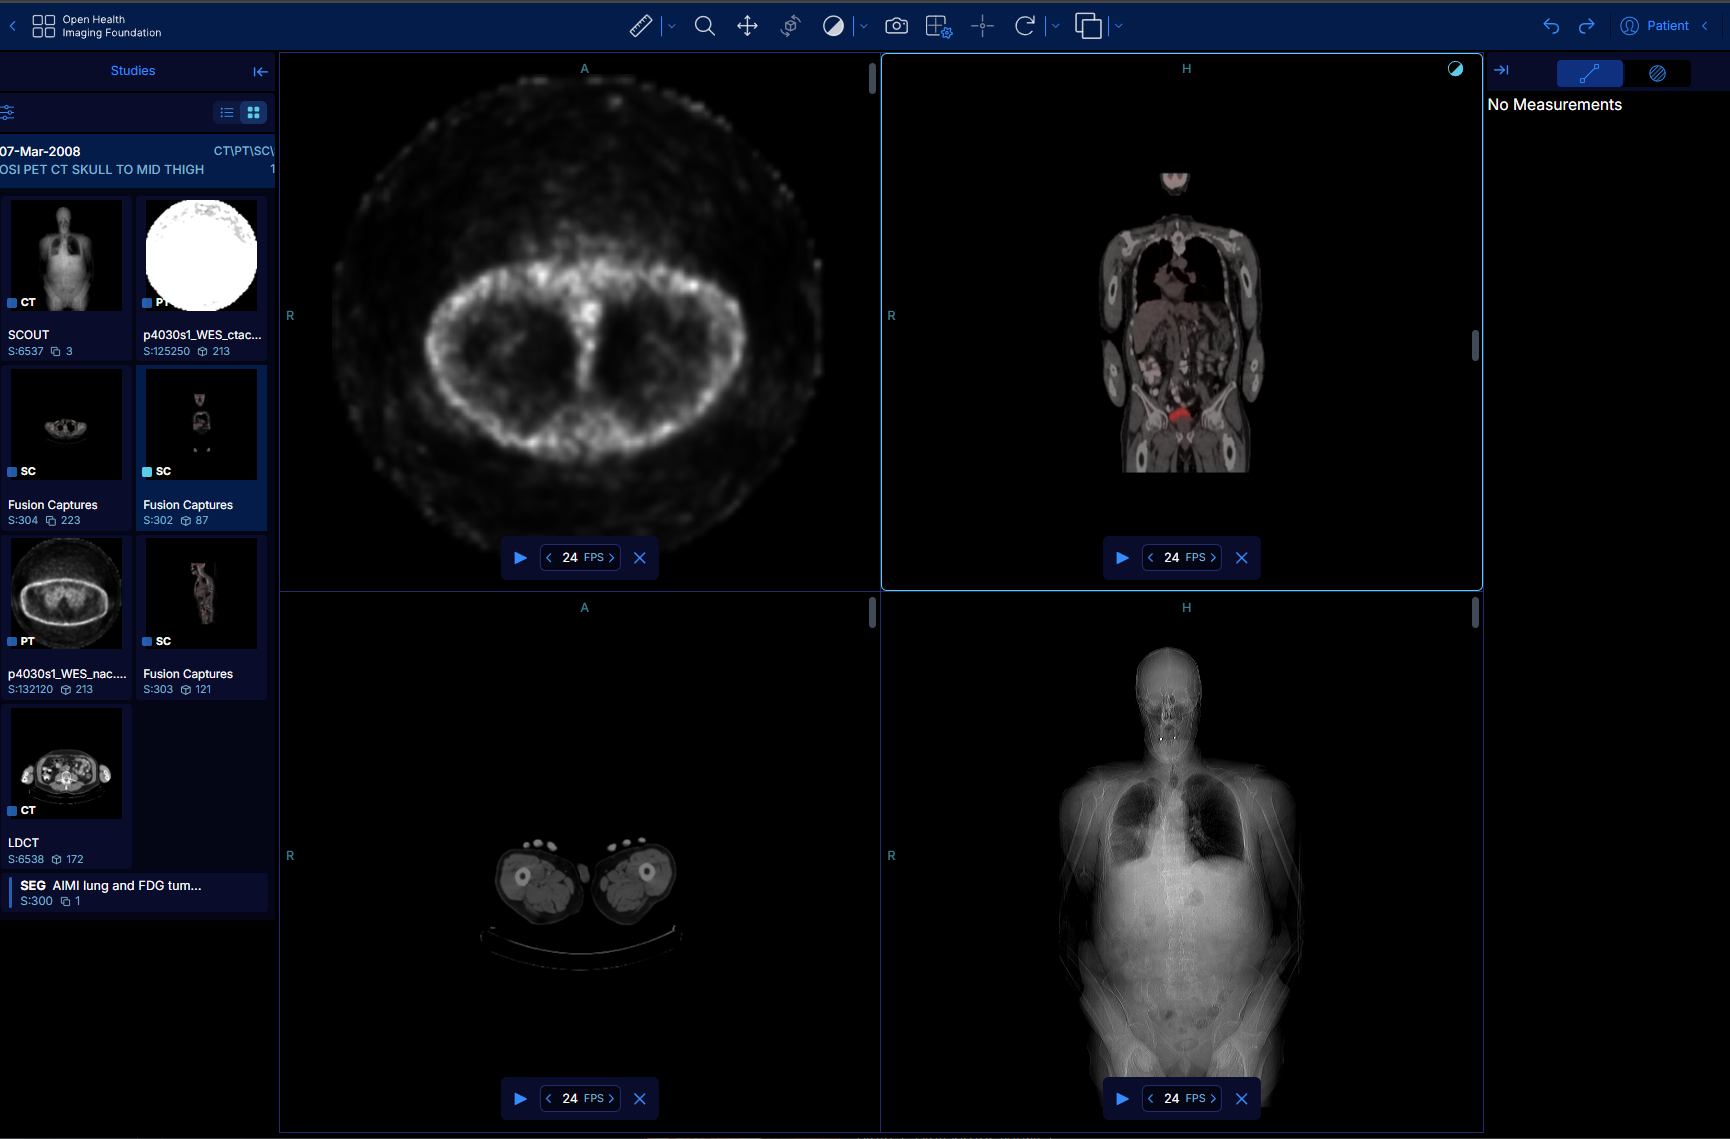 Open Health
Imaging Foundation
Patient
Studies
07-Mar-2008
CT\PT\SC\
OSI PET CT SKULL TO MID THIGH
1
CT
SCOUT
S:6537 3
PT
p4030s1_WES_ctac...
S:125250 213
SC
Fusion Captures
S:304 223
SC
Fusion Captures
S:302 87
PT
p4030s1_WES_nac....
S:132120 213
SC
Fusion Captures
S:303 121
CT
LDCT
S:6538 172
SEG AIMI lung and FDG tum...
S:300 1
A
R
24 FPS
H
R
24 FPS
A
R
24 FPS
H
R
24 FPS
No Measurements